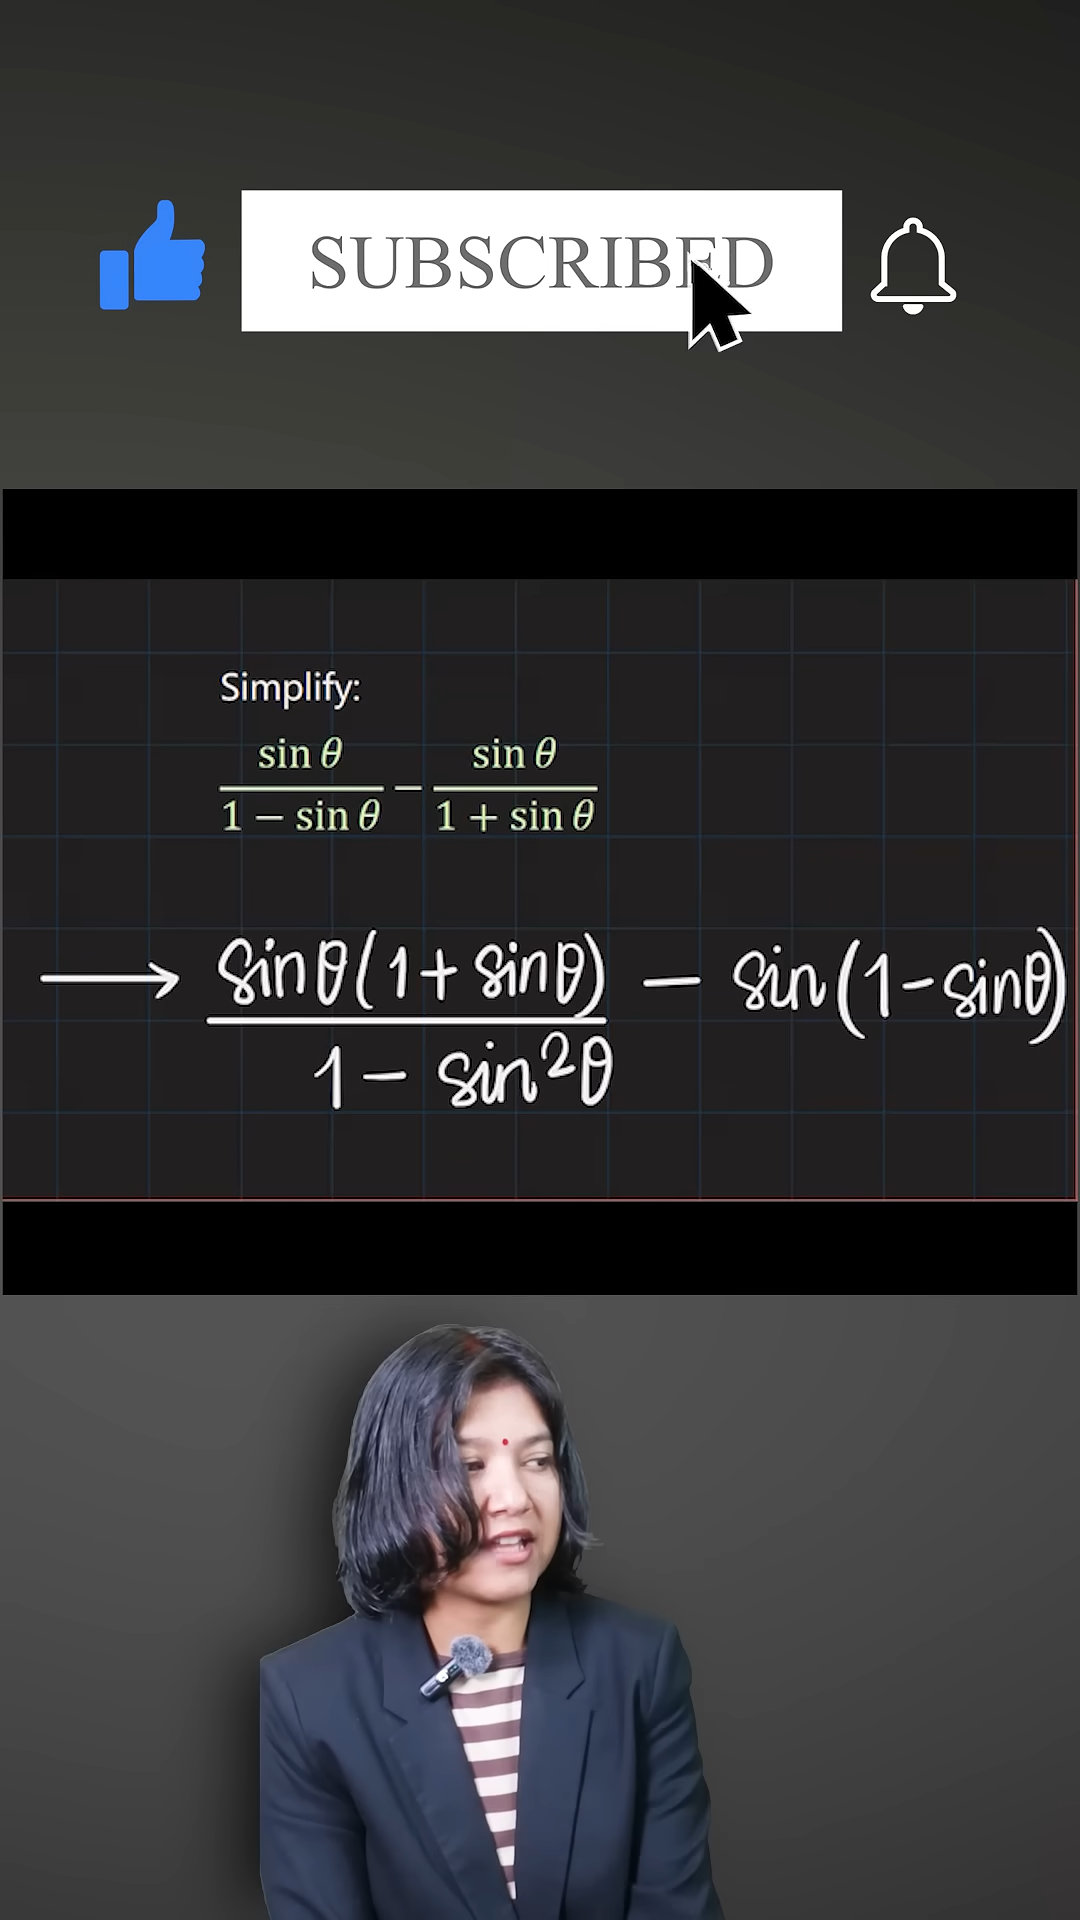 SUBSCRIBED
Simplify:
sin θ / (1 − sin θ) − sin θ / (1 + sin θ)
→ sinθ(1 + sinθ) / (1 − sin²θ) − sin(1 − sinθ)